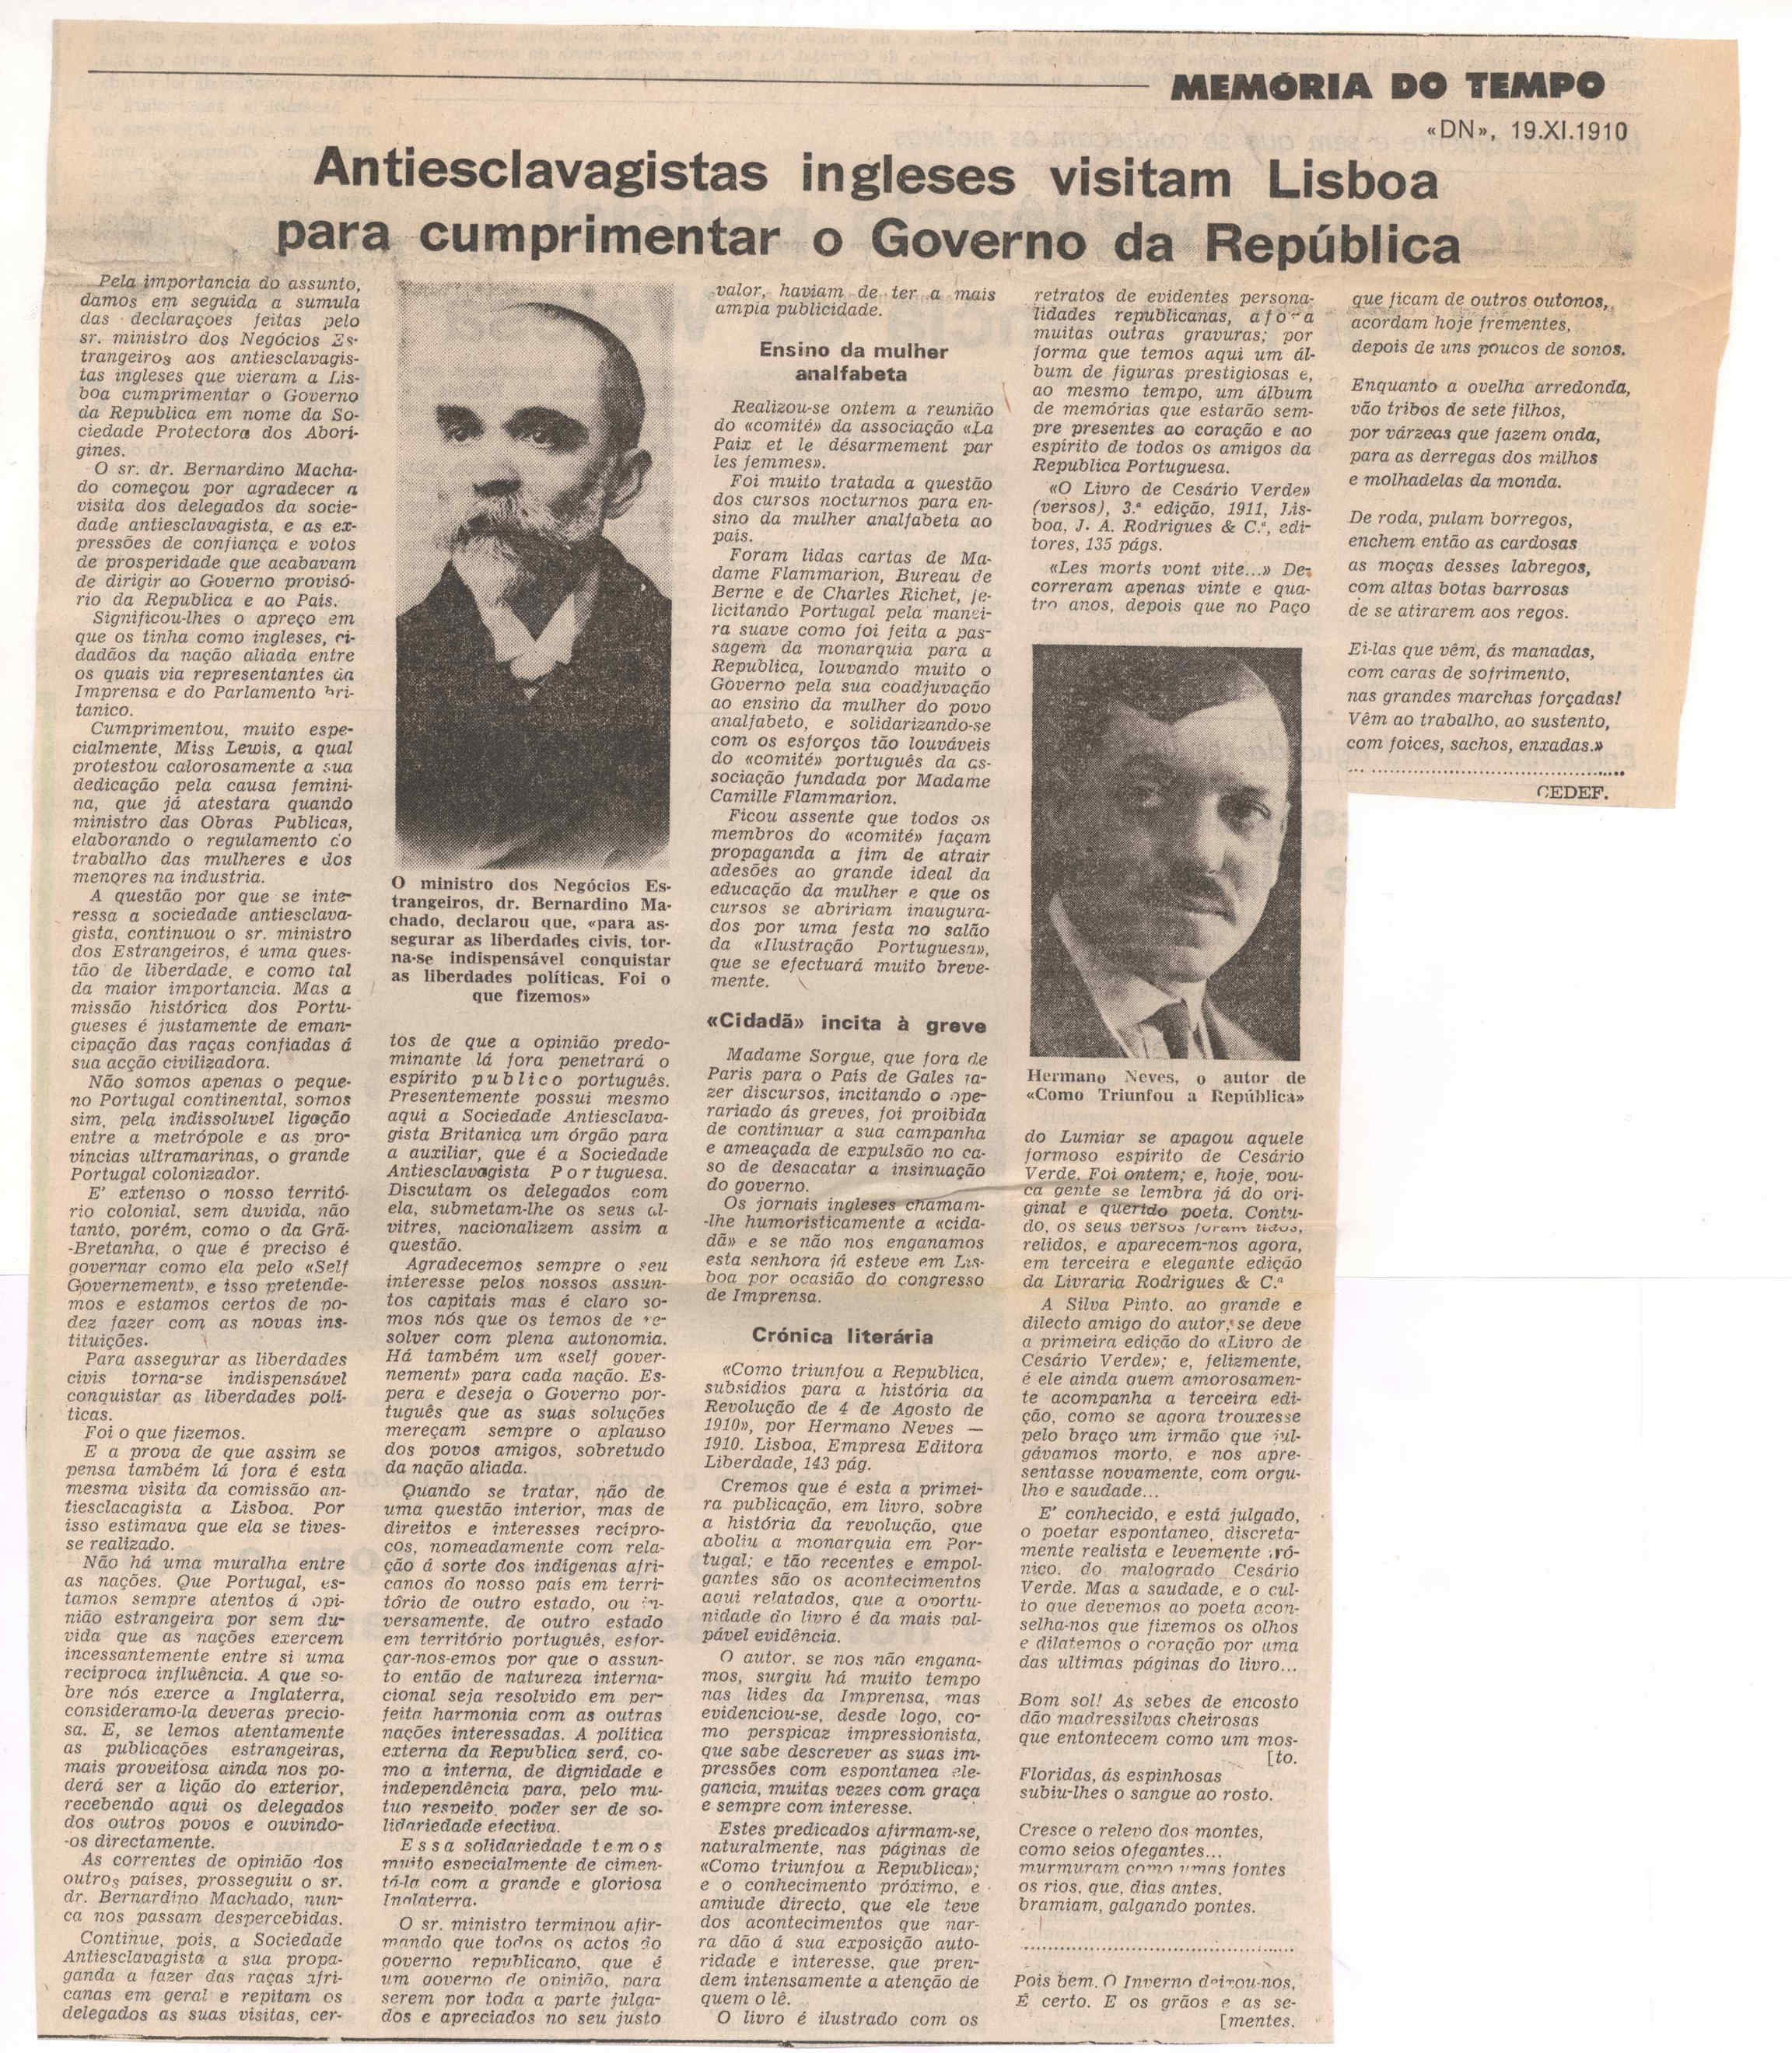 MEMÓRIA DO TEMPO
«DN», 19.XI.1910
Antiesclavagistas ingleses visitam Lisboa
para cumprimentar o Governo da República
Pela importancia do assunto,
damos em seguida a sumula
das declarações feitas pelo
sr. ministro dos Negócios Es-
trangeiros aos antiesclavagis-
tas ingleses que vieram a Lis-
boa cumprimentar o Governo
da Republica em nome da So-
ciedade Protectora dos Abori-
gines.
O sr. dr. Bernardino Macha-
do começou por agradecer a
visita dos delegados da socie-
dade antiesclavagista, e as ex-
pressões de confiança e votos
de prosperidade que acabavam
de dirigir ao Governo provisó-
rio da Republica e ao País.
Significou-lhes o apreço em
que os tinha como ingleses, ci-
dadãos da nação aliada entre
os quais via representantes da
Imprensa e do Parlamento bri-
tanico.
Cumprimentou, muito espe-
cialmente, Miss Lewis, a qual
protestou calorosamente a sua
dedicação pela causa femini-
na, que já atestara quando
ministro das Obras Publicas,
elaborando o regulamento do
trabalho das mulheres e dos
menores na industria.
A questão por que se inte-
ressa a sociedade antiesclava-
gista, continuou o sr. ministro
dos Estrangeiros, é uma ques-
tão de liberdade, e como tal
da maior importancia. Mas a
missão histórica dos Portu-
gueses é justamente de eman-
cipação das raças confiadas á
sua acção civilizadora.
Não somos apenas o peque-
no Portugal continental, somos
sim, pela indissoluvel ligação
entre a metrópole e as pro-
víncias ultramarinas, o grande
Portugal colonizador.
E' extenso o nosso territó-
rio colonial, sem duvida, não
tanto, porém, como o da Grã-
-Bretanha, o que é preciso é
governar como ela pelo «Self
Governement», e isso pretende-
mos e estamos certos de po-
dez fazer com as novas ins-
tituições.
Para assegurar as liberdades
civis torna-se indispensável
conquistar as liberdades polí-
ticas.
Foi o que fizemos.
E a prova de que assim se
pensa também lá fora é esta
mesma visita da comissão an-
tiesclacagista a Lisboa. Por
isso estimava que ela se tives-
se realizado.
Não há uma muralha entre
as nações. Que Portugal, es-
tamos sempre atentos á opi-
nião estrangeira por sem du-
vida que as nações exercem
incessantemente entre si uma
recíproca influência. A que so-
bre nós exerce a Inglaterra,
consideramo-la deveras precio-
sa. E, se lemos atentamente
as publicações estrangeiras,
mais proveitosa ainda nos po-
derá ser a lição do exterior,
recebendo aqui os delegados
dos outros povos e ouvindo-
-os directamente.
As correntes de opinião dos
outros países, prosseguiu o sr.
dr. Bernardino Machado, nun-
ca nos passam despercebidas.
Continue, pois, a Sociedade
Antiesclavagista a sua propa-
ganda a fazer das raças afri-
canas em geral e repitam os
delegados as suas visitas, cer-
O ministro dos Negócios Es-
trangeiros, dr. Bernardino Ma-
chado, declarou que, «para as-
segurar as liberdades civis, tor-
na-se indispensável conquistar
as liberdades políticas. Foi o
que fizemos»
tos de que a opinião predo-
minante lá fora penetrará o
espírito publico português.
Presentemente possui mesmo
aqui a Sociedade Antiesclava-
gista Britanica um órgão para
a auxiliar, que é a Sociedade
Antiesclavagista Portuguesa.
Discutam os delegados com
ela, submetam-lhe os seus al-
vitres, nacionalizem assim a
questão.
Agradecemos sempre o seu
interesse pelos nossos assun-
tos capitais mas é claro so-
mos nós que os temos de re-
solver com plena autonomia.
Há também um «self gover-
nement» para cada nação. Es-
pera e deseja o Governo por-
tuguês que as suas soluções
mereçam sempre o aplauso
dos povos amigos, sobretudo
da nação aliada.
Quando se tratar, não de
uma questão interior, mas de
direitos e interesses recípro-
cos, nomeadamente com rela-
ção á sorte dos indígenas afri-
canos do nosso país em terri-
tório de outro estado, ou in-
versamente, de outro estado
em território português, esfor-
çar-nos-emos por que o assun-
to então de natureza interna-
cional seja resolvido em per-
feita harmonia com as outras
nações interessadas. A política
externa da Republica será, co-
mo a interna, de dignidade e
independência para, pelo mu-
tuo respeito, poder ser de so-
lidariedade efectiva.
Essa solidariedade temos
muito especialmente de cimen-
tá-la com a grande e gloriosa
Inglaterra.
O sr. ministro terminou afir-
mando que todos os actos do
governo republicano, que é
um governo de opinião, para
serem por toda a parte julga-
dos e apreciados no seu justo
valor, haviam de ter a mais
ampla publicidade.
Ensino da mulher
analfabeta
Realizou-se ontem a reunião
do «comité» da associação «La
Paix et le désarmement par
les femmes».
Foi muito tratada a questão
dos cursos nocturnos para en-
sino da mulher analfabeta ao
país.
Foram lidas cartas de Ma-
dame Flammarion, Bureau de
Berne e de Charles Richet, fe-
licitando Portugal pela manei-
ra suave como foi feita a pas-
sagem da monarquia para a
Republica, louvando muito o
Governo pela sua coadjuvação
ao ensino da mulher do povo
analfabeto, e solidarizando-se
com os esforços tão louváveis
do «comité» português da as-
sociação fundada por Madame
Camille Flammarion.
Ficou assente que todos os
membros do «comité» façam
propaganda a fim de atrair
adesões ao grande ideal da
educação da mulher e que os
cursos se abririam inaugura-
dos por uma festa no salão
da «Ilustração Portuguesa»,
que se efectuará muito breve-
mente.
«Cidadã» incita à greve
Madame Sorgue, que fora de
Paris para o País de Gales fa-
zer discursos, incitando o ope-
rariado ás greves, foi proibida
de continuar a sua campanha
e ameaçada de expulsão no ca-
so de desacatar a insinuação
do governo.
Os jornais ingleses chamam-
-lhe humoristicamente a «cida-
dã» e se não nos enganamos
esta senhora já esteve em Lis-
boa por ocasião do congresso
de Imprensa.
Crónica literária
«Como triunfou a Republica,
subsídios para a história da
Revolução de 4 de Agosto de
1910», por Hermano Neves —
1910. Lisboa, Empresa Editora
Liberdade, 143 pág.
Cremos que é esta a primei-
ra publicação, em livro, sobre
a história da revolução, que
aboliu a monarquia em Por-
tugal; e tão recentes e empol-
gantes são os acontecimentos
aqui relatados, que a oportu-
nidade do livro é da mais pal-
pável evidência.
O autor, se nos não engana-
mos, surgiu há muito tempo
nas lides da Imprensa, mas
evidenciou-se, desde logo, co-
mo perspicaz impressionista,
que sabe descrever as suas im-
pressões com espontanea ele-
gancia, muitas vezes com graça
e sempre com interesse.
Estes predicados afirmam-se,
naturalmente, nas páginas de
«Como triunfou a Republica»;
e o conhecimento próximo, e
amiude directo, que ele teve
dos acontecimentos que nar-
ra dão á sua exposição auto-
ridade e interesse, que pren-
dem intensamente a atenção de
quem o lê.
O livro é ilustrado com os
retratos de evidentes persona-
lidades republicanas, afora
muitas outras gravuras; por
forma que temos aqui um ál-
bum de figuras prestigiosas e,
ao mesmo tempo, um álbum
de memórias que estarão sem-
pre presentes ao coração e ao
espírito de todos os amigos da
Republica Portuguesa.
«O Livro de Cesário Verde»
(versos), 3.ª edição, 1911, Lis-
boa, J. A. Rodrigues & C.ª, edi-
tores, 135 págs.
«Les morts vont vite...» De-
correram apenas vinte e qua-
tro anos, depois que no Paço
Hermano Neves, o autor de
«Como Triunfou a República»
do Lumiar se apagou aquele
formoso espírito de Cesário
Verde. Foi ontem; e, hoje, pou-
ca gente se lembra já do ori-
ginal e querido poeta. Contu-
do, os seus versos foram lidos,
relidos, e aparecem-nos agora,
em terceira e elegante edição
da Livraria Rodrigues & C.ª
A Silva Pinto, ao grande e
dilecto amigo do autor, se deve
a primeira edição do «Livro de
Cesário Verde»; e, felizmente,
é ele ainda quem amorosamen-
te acompanha a terceira edi-
ção, como se agora trouxesse
pelo braço um irmão que jul-
gávamos morto, e nos apre-
sentasse novamente, com orgu-
lho e saudade...
E' conhecido, e está julgado,
o poetar espontaneo, discreta-
mente realista e levemente iró-
nico, do malogrado Cesário
Verde. Mas a saudade, e o cul-
to que devemos ao poeta acon-
selha-nos que fixemos os olhos
e dilatemos o coração por uma
das ultimas páginas do livro...
Bom sol! As sebes de encosto
dão madressilvas cheirosas
que entontecem como um mos-
[to.
Floridas, ás espinhosas
subiu-lhes o sangue ao rosto.
Cresce o relevo dos montes,
como seios ofegantes...
murmuram como umas fontes
os rios, que, dias antes,
bramiam, galgando pontes.
..........................................
Pois bem. O Inverno deixou-nos,
É certo. E os grãos e as se-
[mentes.
que ficam de outros outonos,
acordam hoje frementes,
depois de uns poucos de sonos.
Enquanto a ovelha arredonda,
vão tribos de sete filhos,
por várzeas que fazem onda,
para as derregas dos milhos
e molhadelas da monda.
De roda, pulam borregos,
enchem então as cardosas
as moças desses labregos,
com altas botas barrosas
de se atirarem aos regos.
Ei-las que vêm, ás manadas,
com caras de sofrimento,
nas grandes marchas forçadas!
Vêm ao trabalho, ao sustento,
com foices, sachos, enxadas.»
..........................................
CEDEF.